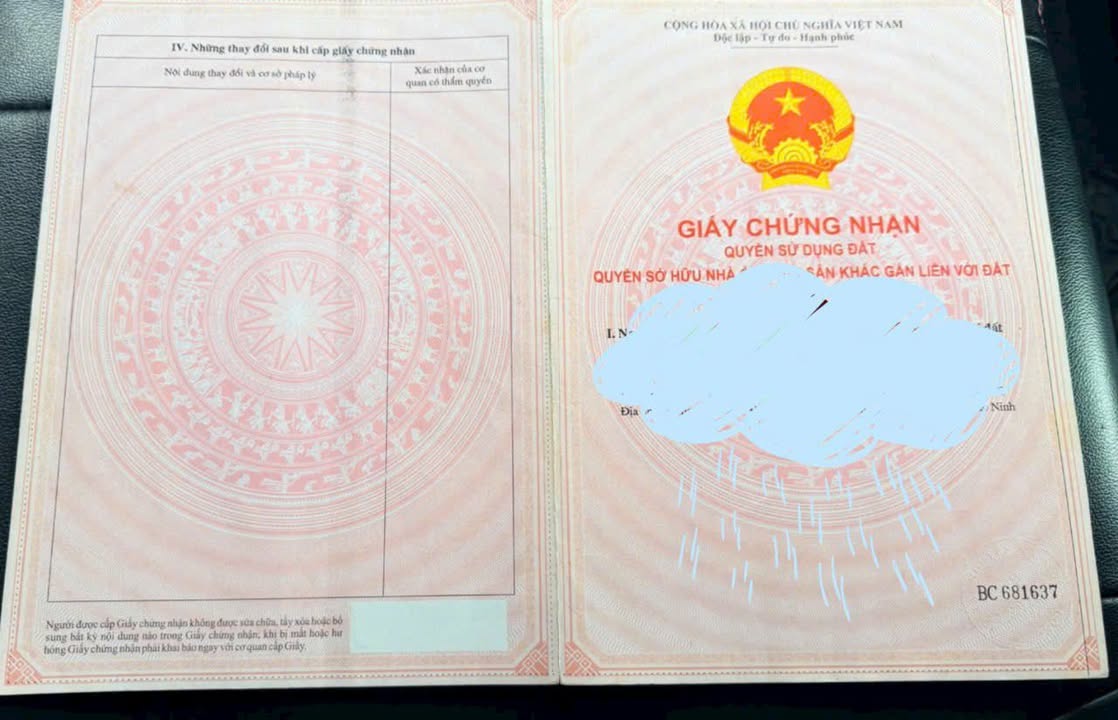 IV. Những thay đổi sau khi cấp giấy chứng nhận
Nội dung thay đổi và cơ sở pháp lý
Xác nhận của cơ
quan có thẩm quyền
Người được cấp Giấy chứng nhận không được sửa chữa, tẩy xóa hoặc bổ
sung bất kỳ nội dung nào trong Giấy chứng nhận; khi bị mất hoặc hư
hỏng Giấy chứng nhận phải khai báo ngay với cơ quan cấp Giấy.
CỘNG HÒA XÃ HỘI CHỦ NGHĨA VIỆT NAM
Độc lập - Tự do - Hạnh phúc
GIẤY CHỨNG NHẬN
QUYỀN SỬ DỤNG ĐẤT
QUYỀN SỞ HỮU NHÀ SẢN KHÁC GẮN LIỀN VỚI ĐẤT
I. đất
Địa Ninh
BC 681637